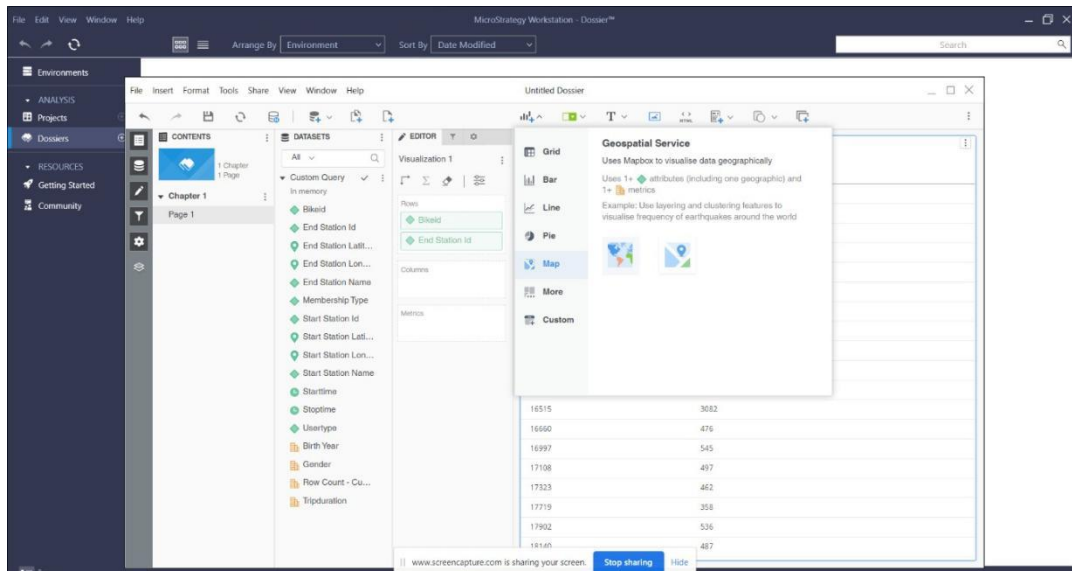 File Edit View Window Help
MicroStrategy Workstation - Dossier™
Arrange By Environment Sort By Date Modified
Search
Environments
ANALYSIS
Projects
Dossiers
RESOURCES
Getting Started
Community
File Insert Format Tools Share View Window Help
Untitled Dossier
T
HTML
CONTENTS
1 Chapter
1 Page
Chapter 1
Page 1
DATASETS
All
Custom Query
In memory
Bikeid
End Station Id
End Station Latit...
End Station Lon...
End Station Name
Membership Type
Start Station Id
Start Station Lati...
Start Station Lon...
Start Station Name
Starttime
Stoptime
Usertype
Birth Year
Gender
Row Count - Cu...
Tripduration
EDITOR
Visualization 1
Rows
Bikeid
End Station Id
Columns
Metrics
Grid
Bar
Line
Pie
Map
More
Custom
Geospatial Service
Uses Mapbox to visualise data geographically
Uses 1+ attributes (including one geographic) and
1+ metrics
Example: Use layering and clustering features to
visualise frequency of earthquakes around the world
16515 3082
16660 476
16997 545
17108 497
17323 462
17719 358
17902 536
18140 487
www.screencapture.com is sharing your screen. Stop sharing Hide